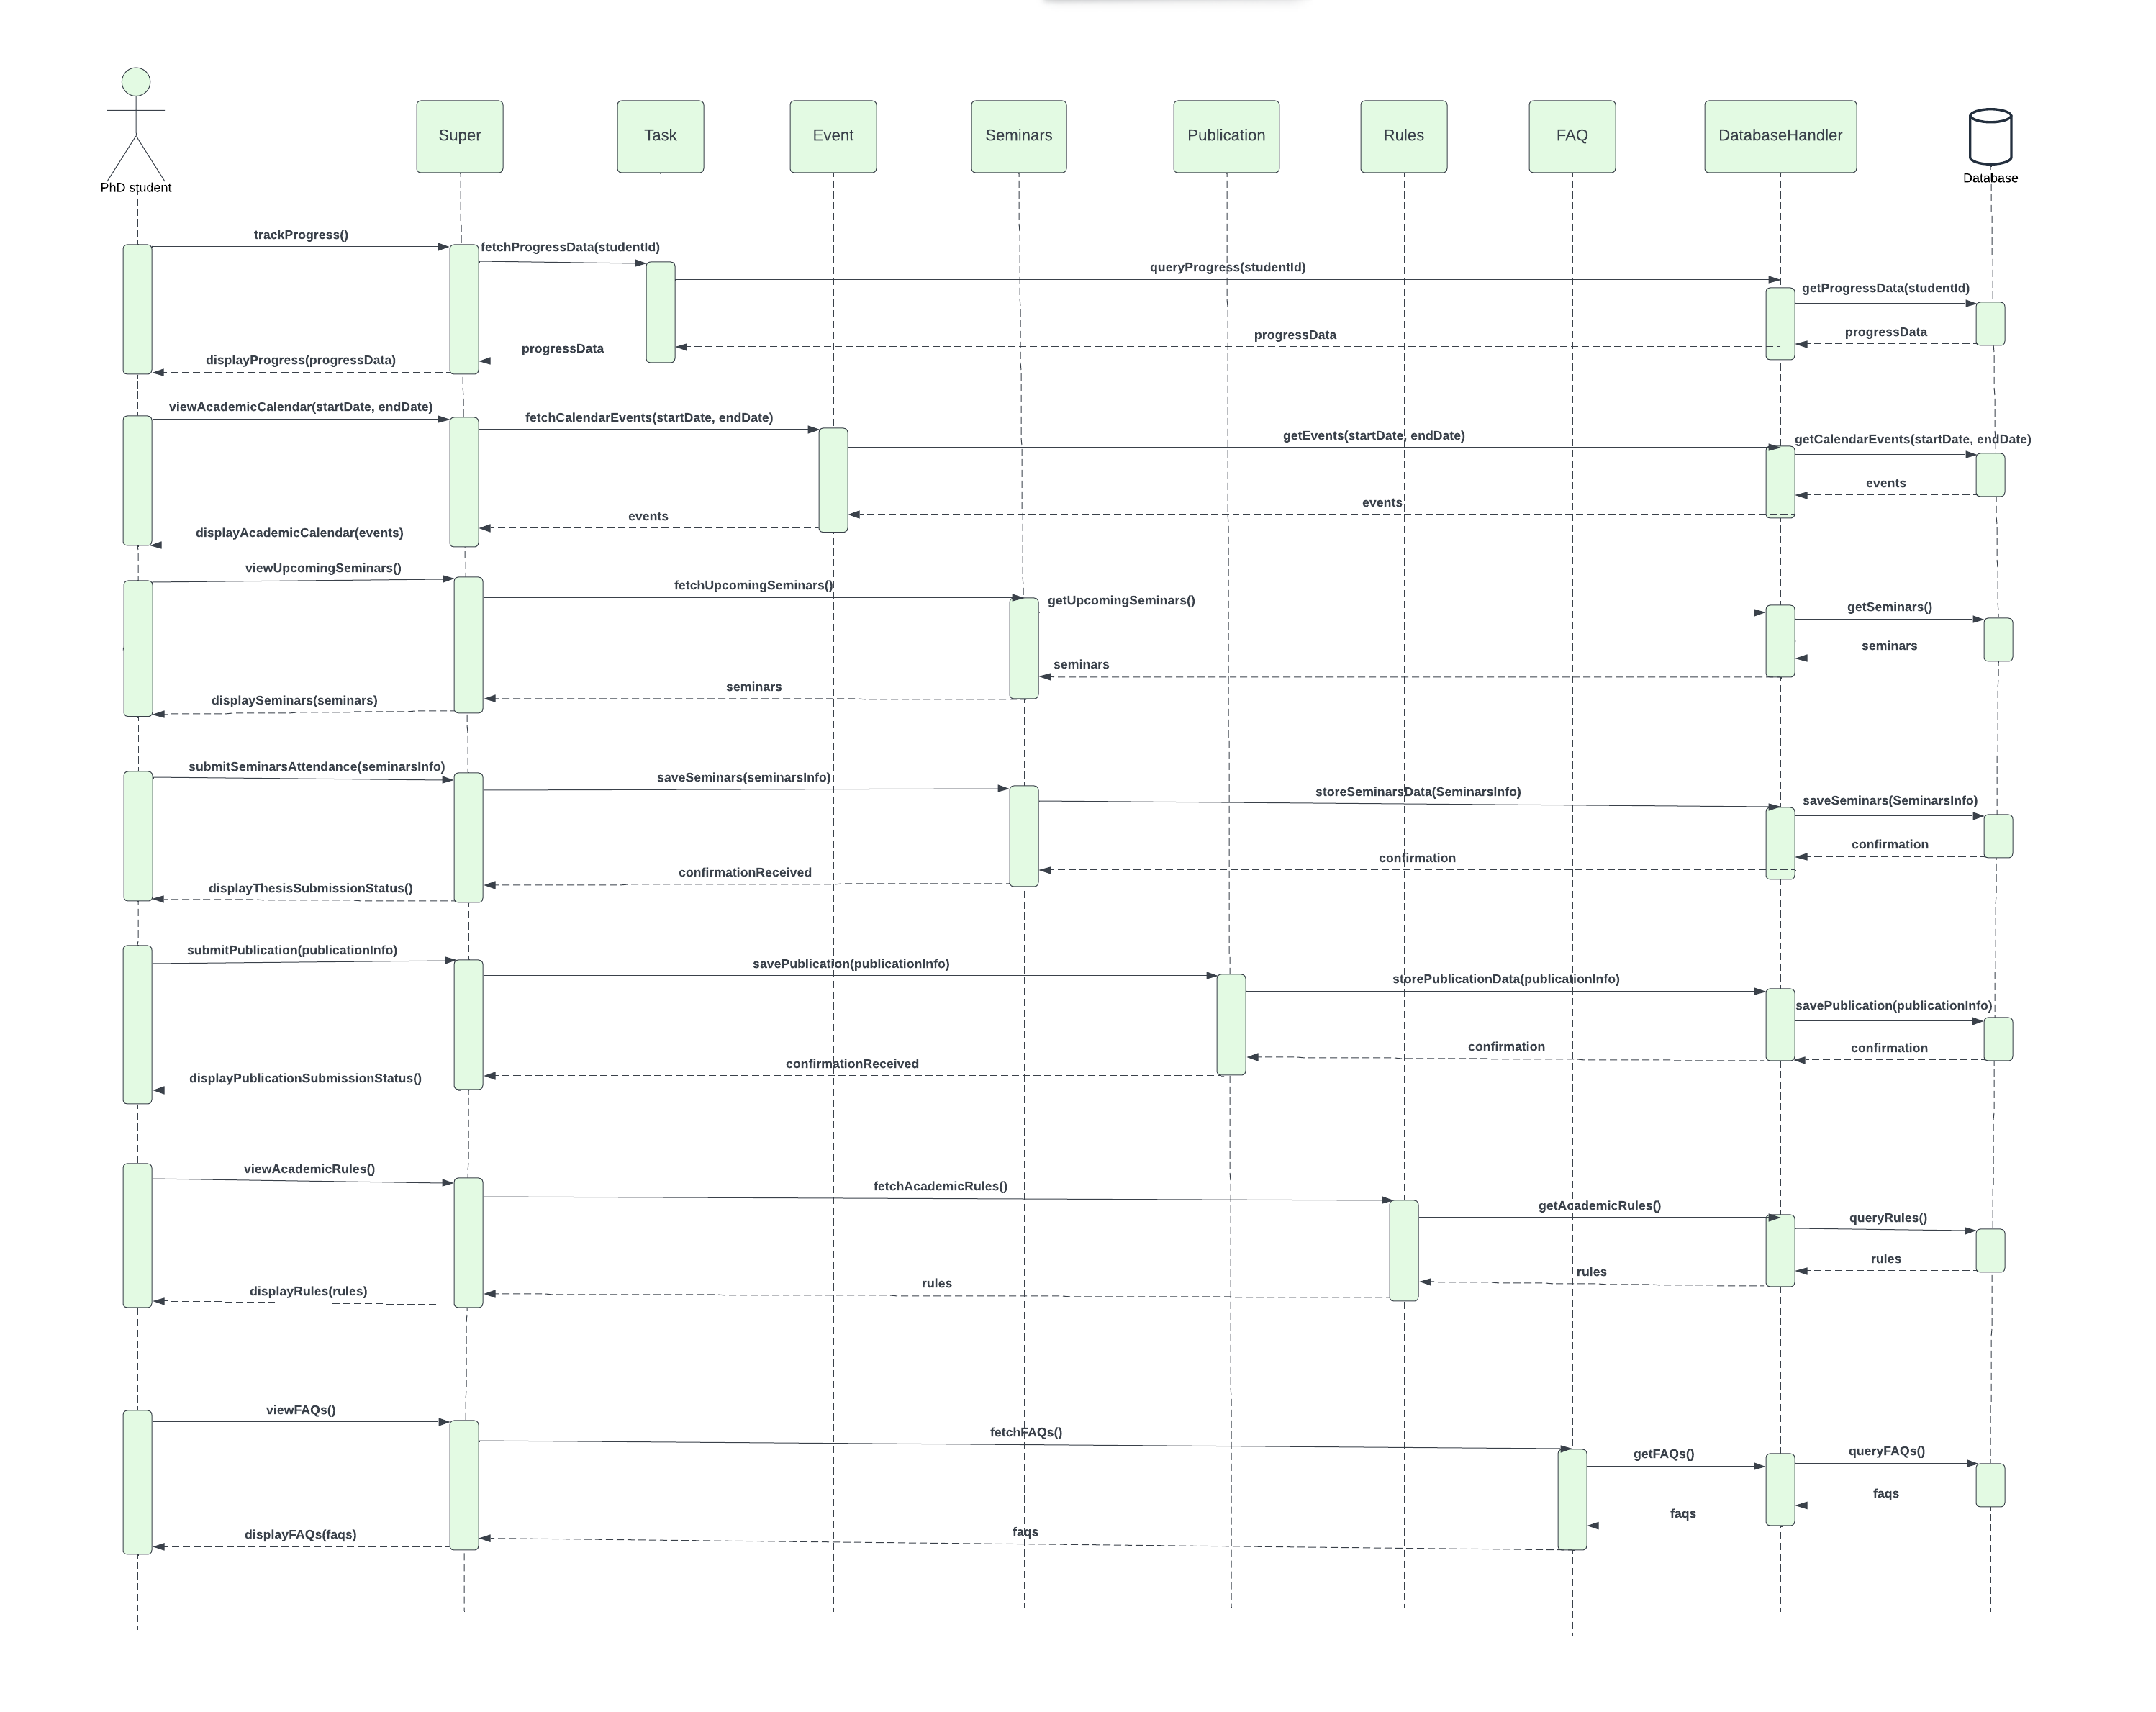 Super
Task
Event
Seminars
Publication
Rules
FAQ
DatabaseHandler
PhD student
Database
trackProgress()
fetchProgressData(studentId)
queryProgress(studentId)
getProgressData(studentId)
progressData
progressData
progressData
displayProgress(progressData)
viewAcademicCalendar(startDate, endDate)
fetchCalendarEvents(startDate, endDate)
getEvents(startDate, endDate)
getCalendarEvents(startDate, endDate)
events
events
events
displayAcademicCalendar(events)
viewUpcomingSeminars()
fetchUpcomingSeminars()
getUpcomingSeminars()
getSeminars()
seminars
seminars
seminars
displaySeminars(seminars)
submitSeminarsAttendance(seminarsInfo)
saveSeminars(seminarsInfo)
storeSeminarsData(SeminarsInfo)
saveSeminars(SeminarsInfo)
confirmation
confirmation
confirmationReceived
displayThesisSubmissionStatus()
submitPublication(publicationInfo)
savePublication(publicationInfo)
storePublicationData(publicationInfo)
savePublication(publicationInfo)
confirmation
confirmation
confirmationReceived
displayPublicationSubmissionStatus()
viewAcademicRules()
fetchAcademicRules()
getAcademicRules()
queryRules()
rules
rules
rules
displayRules(rules)
viewFAQs()
fetchFAQs()
getFAQs()
queryFAQs()
faqs
faqs
faqs
displayFAQs(faqs)